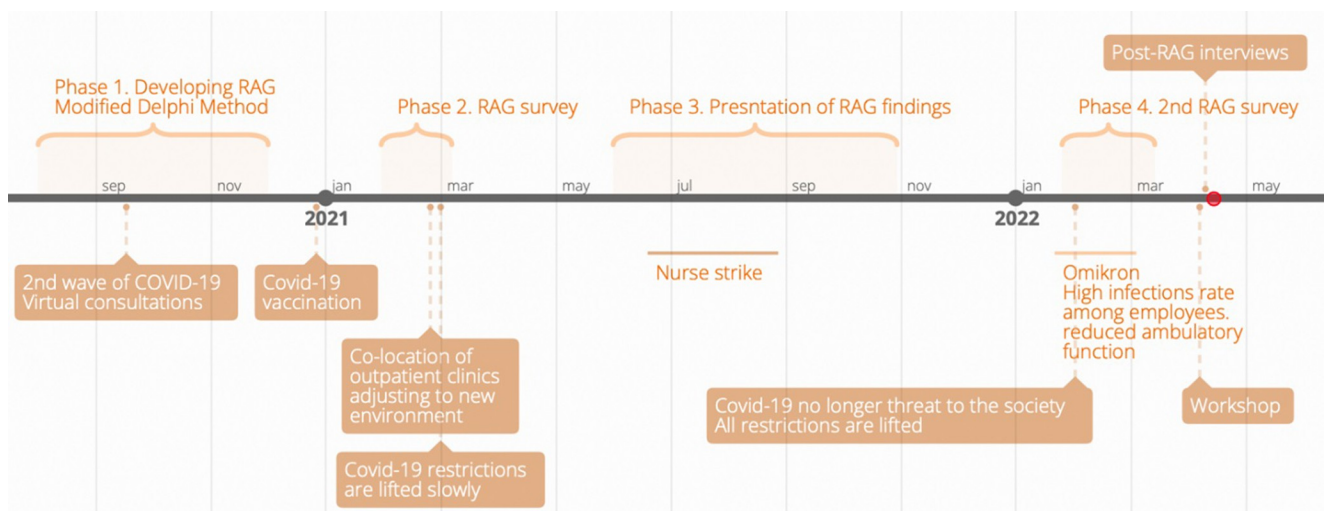 Post-RAG interviews
Phase 1. Developing RAG
Modified Delphi Method
Phase 2. RAG survey
Phase 3. Presntation of RAG findings
Phase 4. 2nd RAG survey
sep
nov
jan
mar
may
jul
sep
nov
jan
mar
may
2021
2022
2nd wave of COVID-19
Virtual consultations
Covid-19
vaccination
Nurse strike
Omikron
High infections rate
among employees.
reduced ambulatory
function
Co-location of
outpatient clinics
adjusting to new
environment
Covid-19 no longer threat to the society
All restrictions are lifted
Workshop
Covid-19 restrictions
are lifted slowly